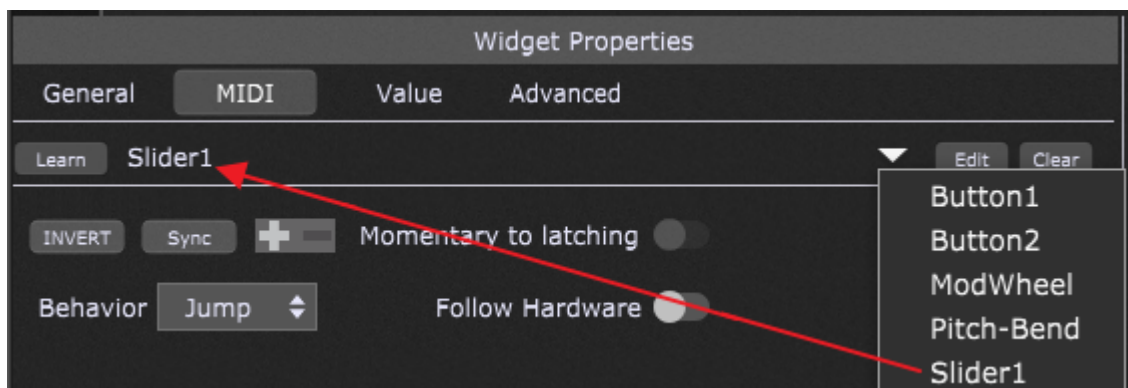 Widget Properties
General MIDI Value Advanced
Learn Slider1 Edit Clear
Button1
INVERT Sync Momentary to latching Button2
ModWheel
Behavior Jump Follow Hardware Pitch-Bend
Slider1